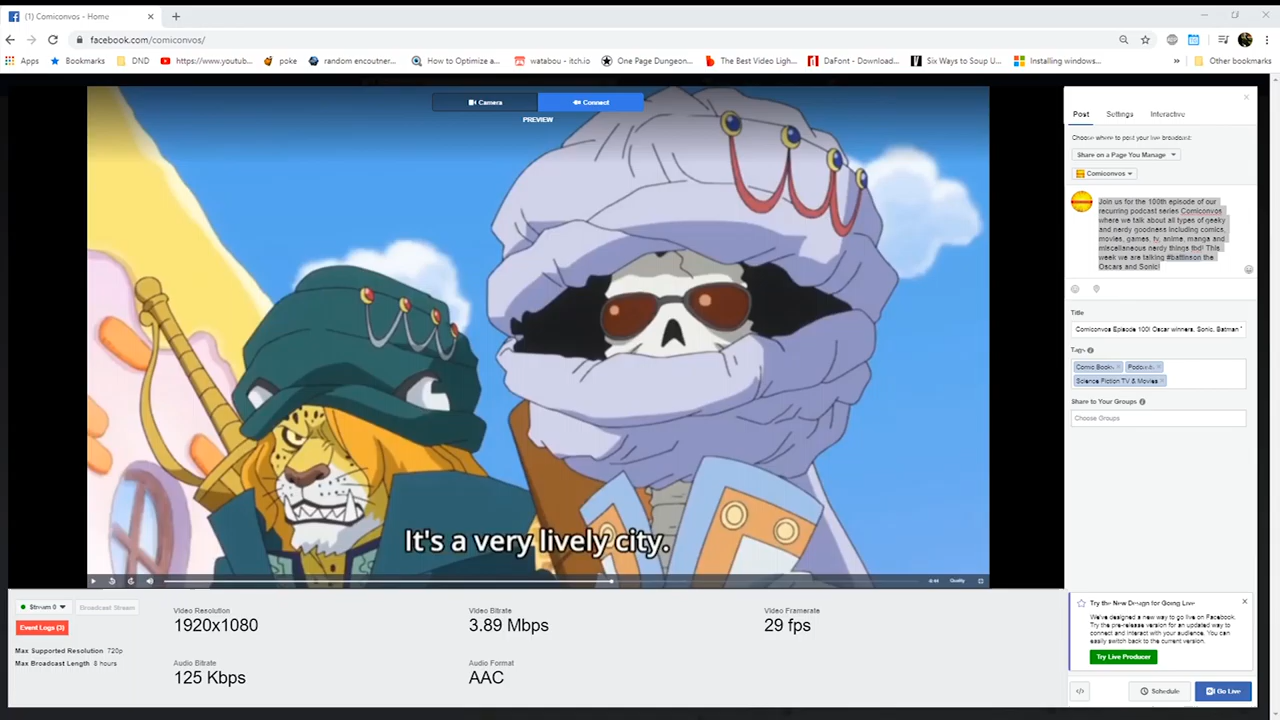 (1) Comiconvos - Home
facebook.com/comiconvos/
Apps Bookmarks DND https://www.youtub... poke random encoutner... How to Optimize a... watabou - itch.io One Page Dungeon... The Best Video Ligh... DaFont - Download... Six Ways to Soup U... Installing windows... » Other bookmarks
Camera Connect
PREVIEW
It's a very lively city.
Quality
Post Settings Interactive
Choose where to post your live broadcast:
Share on a Page You Manage
Comiconvos
Join us for the 100th episode of our
recurring podcast series Comiconvos
where we talk about all types of geeky
and nerdy goodness including comics,
movies, games, tv, anime, manga and
miscellaneous nerdy things tbd! This
week we are talking #battinson the
Oscars and Sonic!
Title
Comiconvos Episode 100! Oscar winners, Sonic, Batman
Tags
Comic Books Podcasts
Science Fiction TV & Movies
Share to Your Groups
Choose Groups
Stream 0 Broadcast Stream
Event Logs (3)
Max Supported Resolution 720p
Max Broadcast Length 8 hours
Video Resolution
1920x1080
Video Bitrate
3.89 Mbps
Video Framerate
29 fps
Audio Bitrate
125 Kbps
Audio Format
AAC
Try the New Design for Going Live
We've designed a new way to go live on Facebook.
Try the pre-release version for an updated way to
connect and interact with your audience. You can
easily switch back to the current version.
Try Live Producer
</> Schedule Go Live